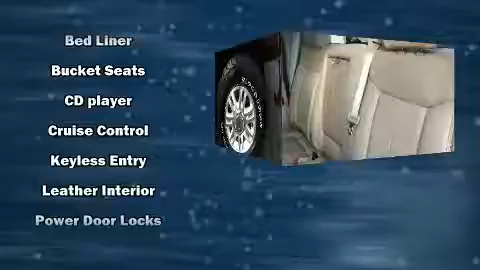 Bed Liner
Bucket Seats
CD player
Cruise Control
Keyless Entry
Leather Interior
Power Door Locks